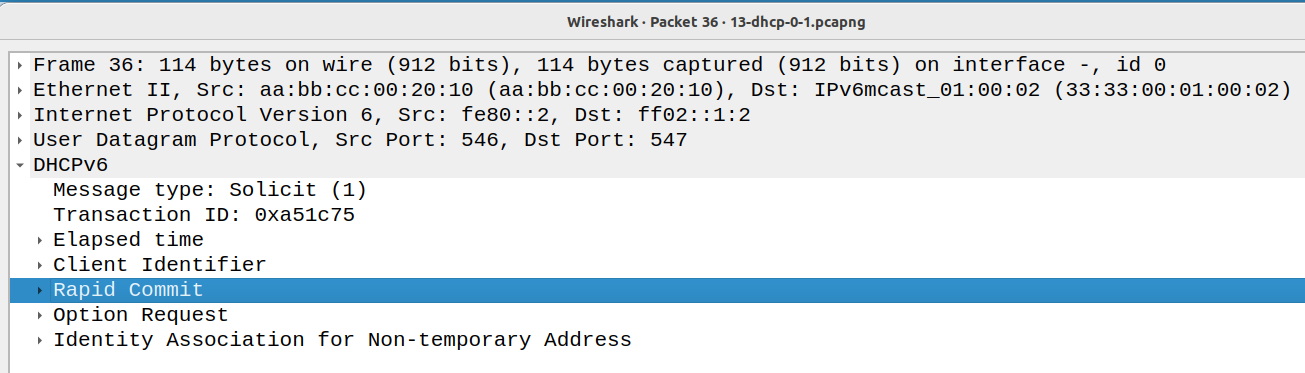 Wireshark · Packet 36 · 13-dhcp-0-1.pcapng
Frame 36: 114 bytes on wire (912 bits), 114 bytes captured (912 bits) on interface -, id 0
Ethernet II, Src: aa:bb:cc:00:20:10 (aa:bb:cc:00:20:10), Dst: IPv6mcast_01:00:02 (33:33:00:01:00:02)
Internet Protocol Version 6, Src: fe80::2, Dst: ff02::1:2
User Datagram Protocol, Src Port: 546, Dst Port: 547
DHCPv6
Message type: Solicit (1)
Transaction ID: 0xa51c75
Elapsed time
Client Identifier
Rapid Commit
Option Request
Identity Association for Non-temporary Address